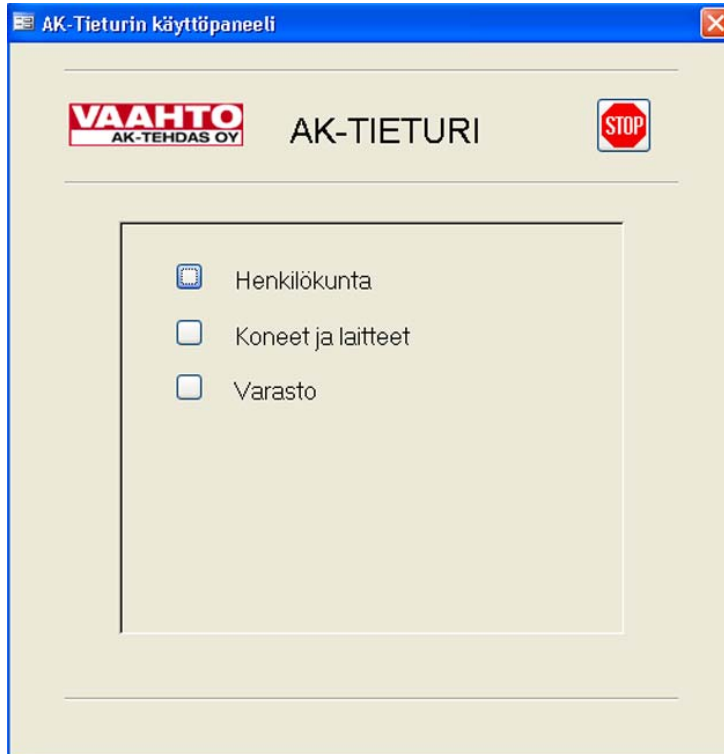 AK-Tieturin käyttöpaneeli
VAAHTO
AK-TEHDAS OY
AK-TIETURI
STOP
Henkilökunta
Koneet ja laitteet
Varasto